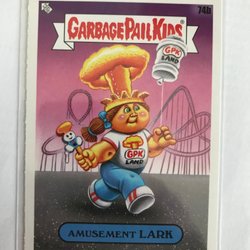 74b
GARBAGE PAIL KIDS
GPK
LAND
GPK
LAND
AMUSEMENT LARK